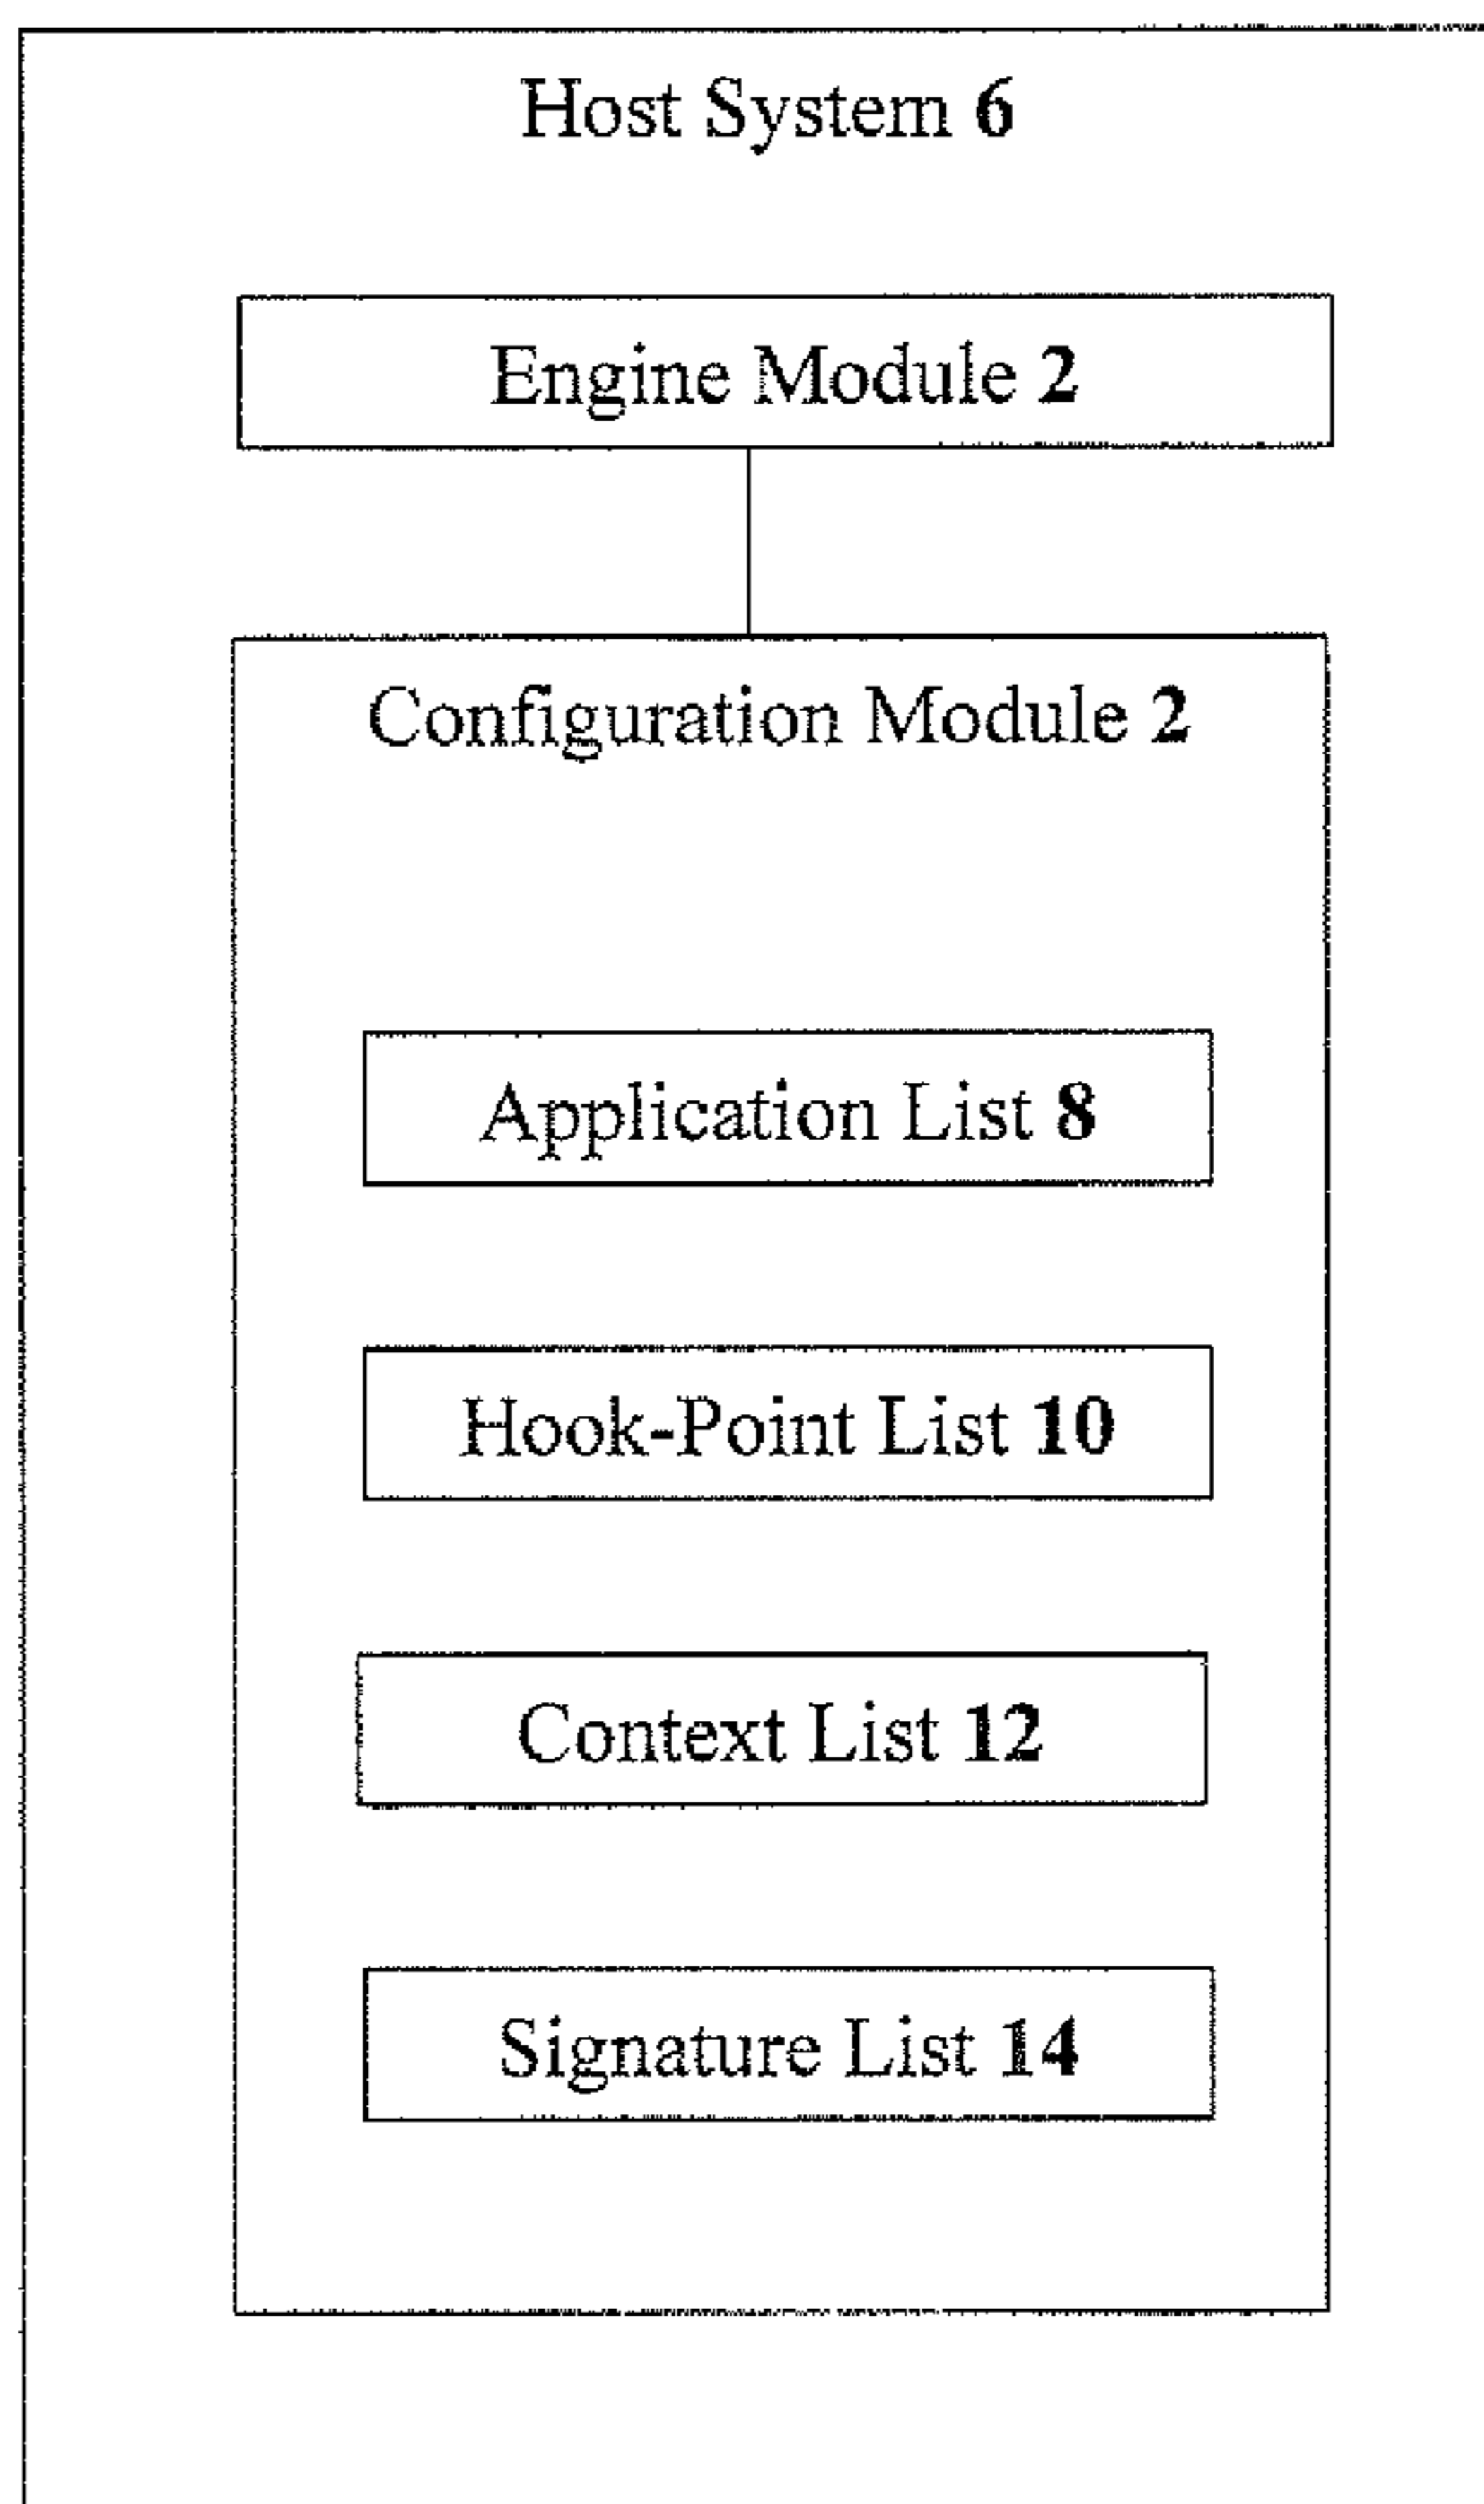 Host System 6
Engine Module 2
Configuration Module 2
Application List 8
Hook-Point List 10
Context List 12
Signature List 14